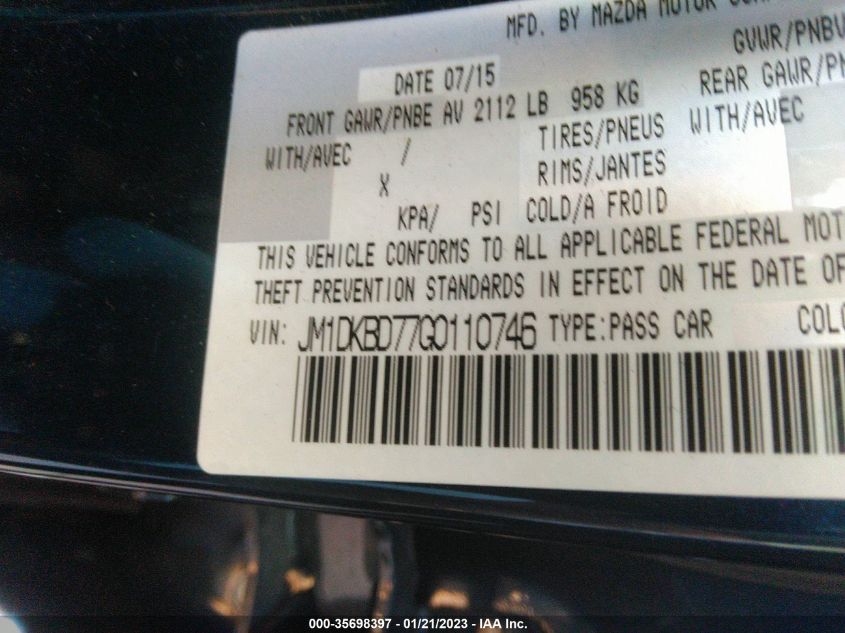 MFD. BY MAZDA MOTOR
GVWR/PNBV
DATE 07/15
FRONT GAWR/PNBE AV 2112 LB 958 KG
REAR GAWR/PN
WITH/AVEC / TIRES/PNEUS WITH/AVEC
X RIMS/JANTES
KPA/ PSI COLD/A FROID
THIS VEHICLE CONFORMS TO ALL APPLICABLE FEDERAL MOT
THEFT PREVENTION STANDARDS IN EFFECT ON THE DATE OF
VIN: JM1DKBD77G0110746 TYPE:PASS CAR COLO
000-35698397 - 01/21/2023 - IAA Inc.